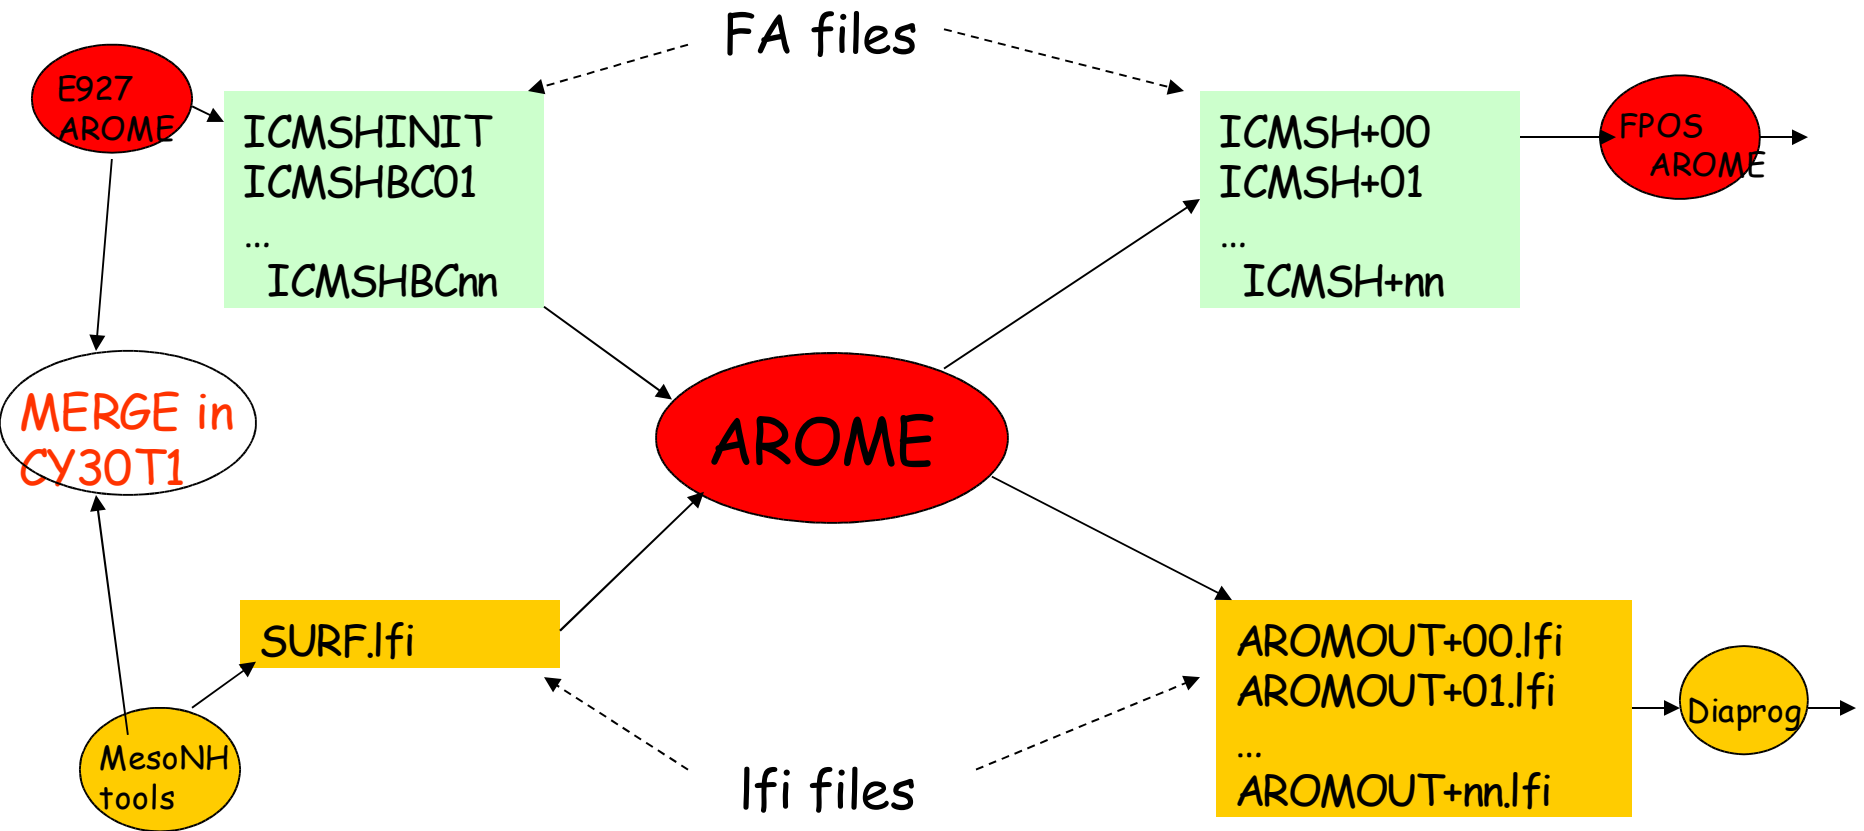 FA files
E927
AROME
ICMSHINIT
ICMSHBC01
...
ICMSHBCnn
ICMSH+00
ICMSH+01
...
ICMSH+nn
FPOS
AROME
MERGE in
CY30T1
AROME
SURF.lfi
MesoNH
tools
lfi files
AROMOUT+00.lfi
AROMOUT+01.lfi
...
AROMOUT+nn.lfi
Diaprog